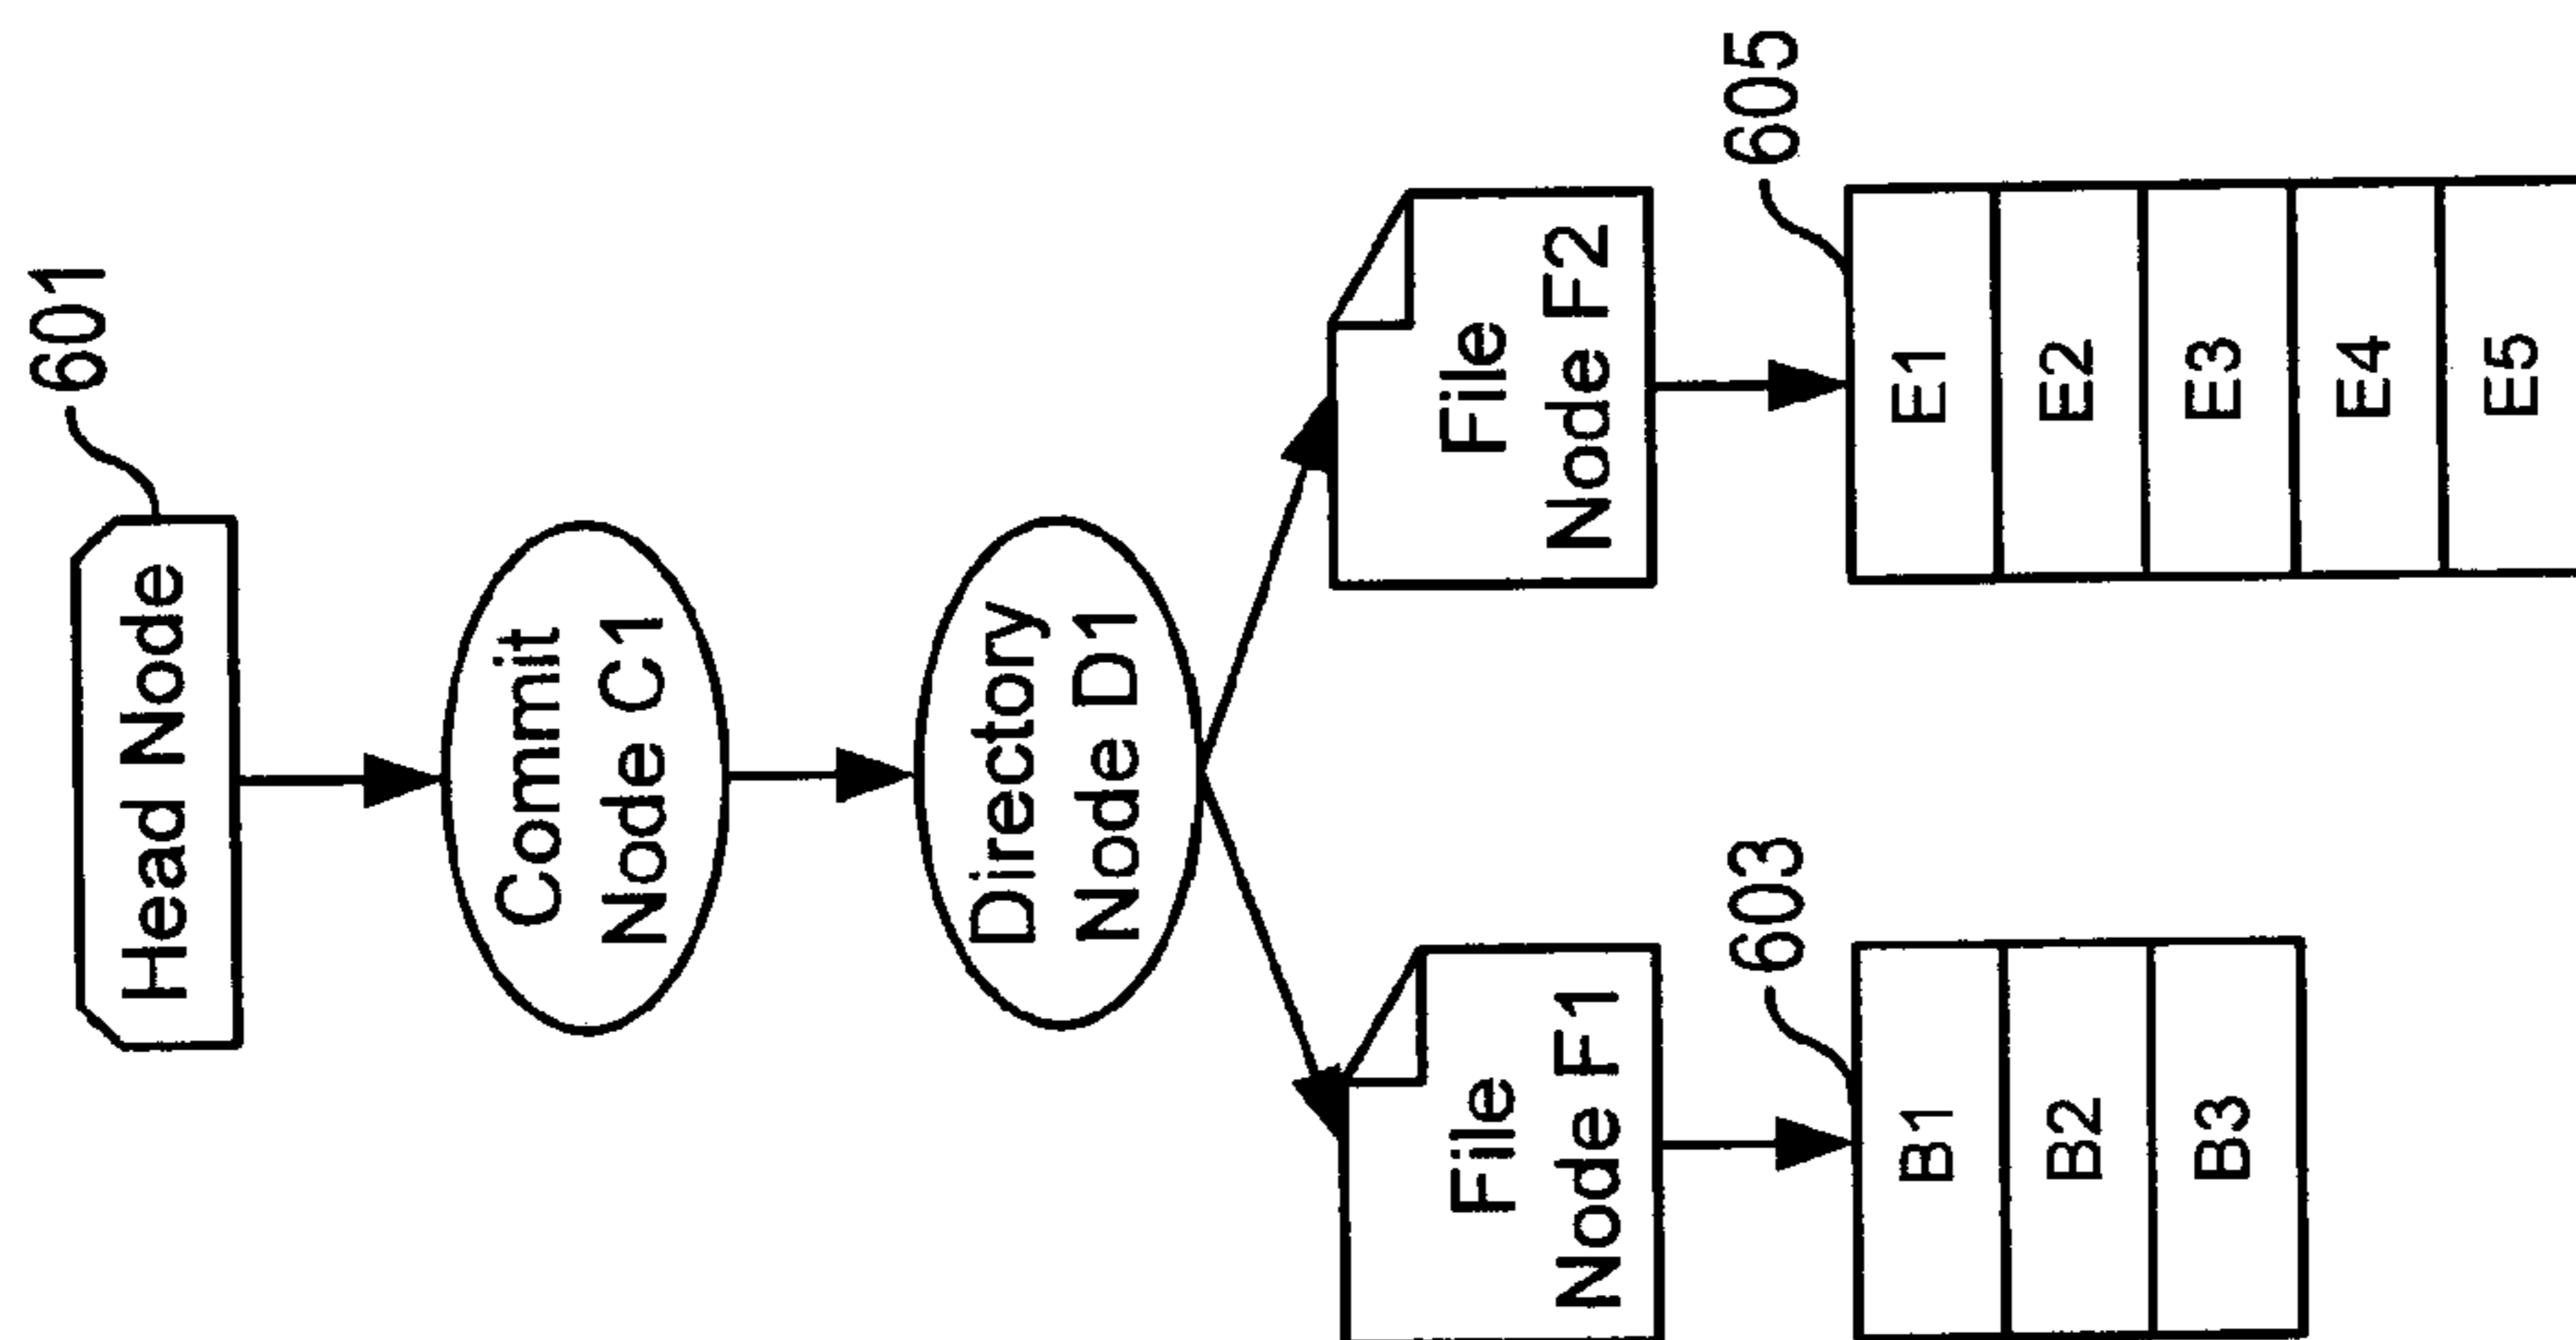 601
Head Node
Commit
Node C1
Directory
Node D1
File
Node F1
File
Node F2
603
B1
B2
B3
605
E1
E2
E3
E4
E5